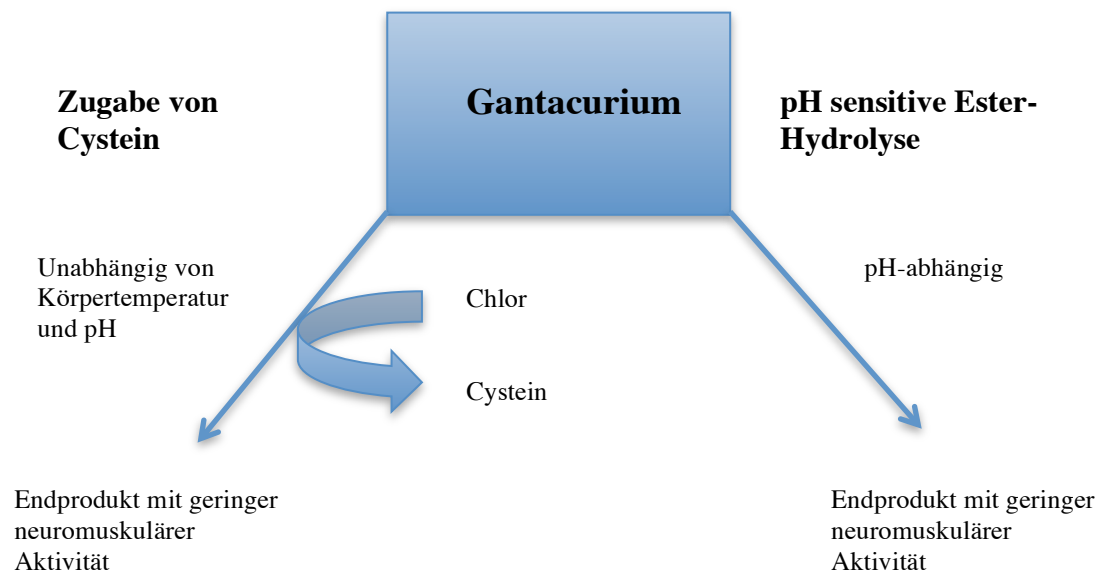 Zugabe von
Cystein
Gantacurium
pH sensitive Ester-
Hydrolyse
Unabhängig von
Körpertemperatur
und pH
Chlor
Cystein
pH-abhängig
Endprodukt mit geringer
neuromuskulärer
Aktivität
Endprodukt mit geringer
neuromuskulärer
Aktivität